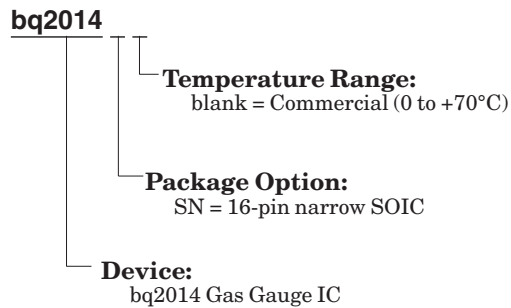 bq2014
Temperature Range:
blank = Commercial (0 to +70°C)
Package Option:
SN = 16-pin narrow SOIC
Device:
bq2014 Gas Gauge IC